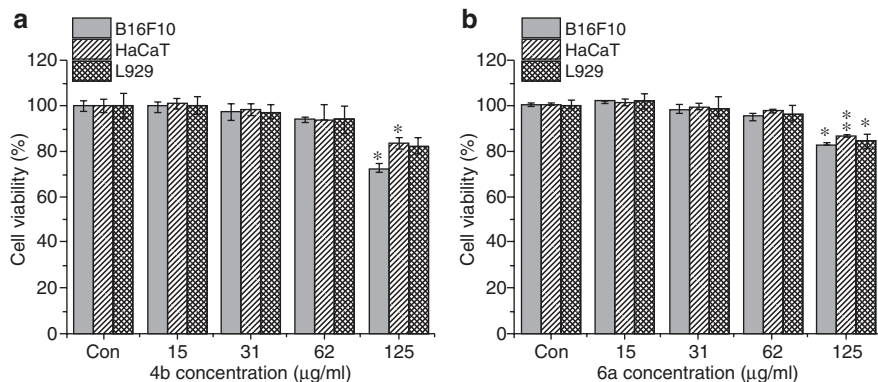 a
B16F10
HaCaT
L929
120
100
80
60
40
20
0
Cell viability (%)
* *
Con 15 31 62 125
4b concentration (μg/ml)
b
B16F10
HaCaT
L929
120
100
80
60
40
20
0
Cell viability (%)
* ** *
Con 15 31 62 125
6a concentration (μg/ml)